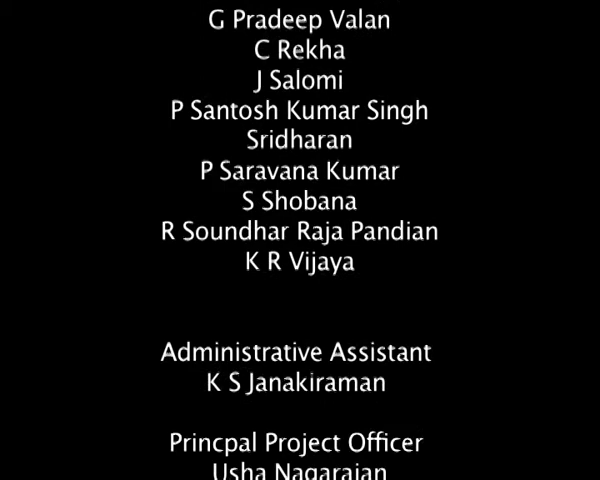 G Pradeep Valan
C Rekha
J Salomi
P Santosh Kumar Singh
Sridharan
P Saravana Kumar
S Shobana
R Soundhar Raja Pandian
K R Vijaya
Administrative Assistant
K S Janakiraman
Princpal Project Officer
Usha Nagarajan